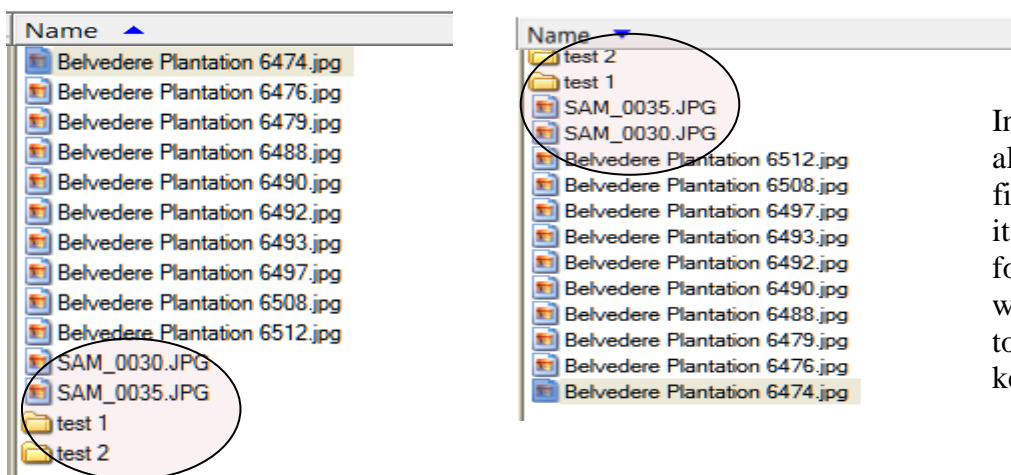 Name
Belvedere Plantation 6474.jpg
Belvedere Plantation 6476.jpg
Belvedere Plantation 6479.jpg
Belvedere Plantation 6488.jpg
Belvedere Plantation 6490.jpg
Belvedere Plantation 6492.jpg
Belvedere Plantation 6493.jpg
Belvedere Plantation 6497.jpg
Belvedere Plantation 6508.jpg
Belvedere Plantation 6512.jpg
SAM_0030.JPG
SAM_0035.JPG
test 1
test 2
Name
test 2
test 1
SAM_0035.JPG
SAM_0030.JPG
Belvedere Plantation 6512.jpg
Belvedere Plantation 6508.jpg
Belvedere Plantation 6497.jpg
Belvedere Plantation 6493.jpg
Belvedere Plantation 6492.jpg
Belvedere Plantation 6490.jpg
Belvedere Plantation 6488.jpg
Belvedere Plantation 6479.jpg
Belvedere Plantation 6476.jpg
Belvedere Plantation 6474.jpg